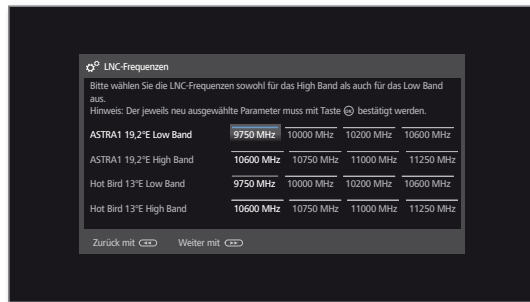 LNC-Frequenzen
Bitte wählen Sie die LNC-Frequenzen sowohl für das High Band als auch für das Low Band
aus.
Hinweis: Der jeweils neu ausgewählte Parameter muss mit Taste OK bestätigt werden.
ASTRA1 19,2°E Low Band 9750 MHz 10000 MHz 10200 MHz 10600 MHz
ASTRA1 19,2°E High Band 10600 MHz 10750 MHz 11000 MHz 11250 MHz
Hot Bird 13°E Low Band 9750 MHz 10000 MHz 10200 MHz 10600 MHz
Hot Bird 13°E High Band 10600 MHz 10750 MHz 11000 MHz 11250 MHz
Zurück mit Weiter mit